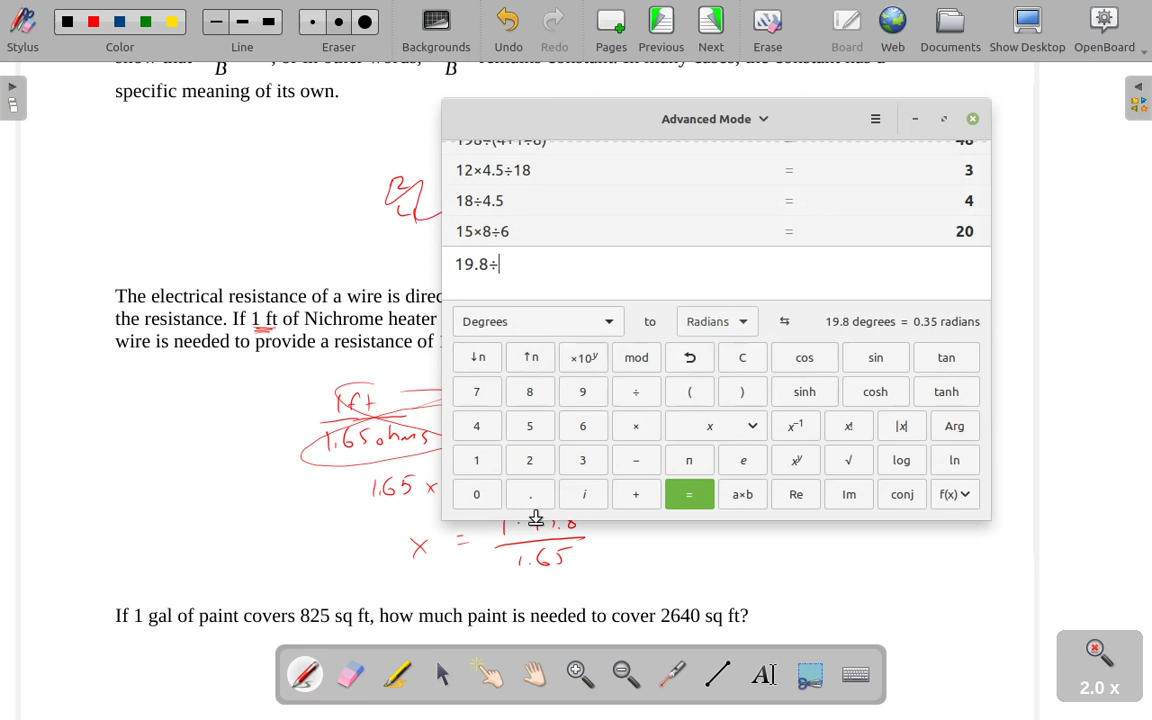 Stylus Color Line Eraser Backgrounds Undo Redo Pages Previous Next Erase Board Web Documents Show Desktop OpenBoard
B B
specific meaning of its own.
Advanced Mode
12×4.5÷18 = 3
18÷4.5 = 4
15×8÷6 = 20
19.8÷
Degrees to Radians 19.8 degrees = 0.35 radians
↓n ↑n ×10y mod C cos sin tan
7 8 9 ÷ ( ) sinh cosh tanh
4 5 6 × x x−1 x! |x| Arg
1 2 3 − π e xy √ log ln
0 . i + = a×b Re Im conj f(x)
The electrical resistance of a wire is direc
the resistance. If 1 ft of Nichrome heater
wire is needed to provide a resistance of
1ft
1.65 ohms
1.65 x
x =
1.65
If 1 gal of paint covers 825 sq ft, how much paint is needed to cover 2640 sq ft?
AI
2.0 x